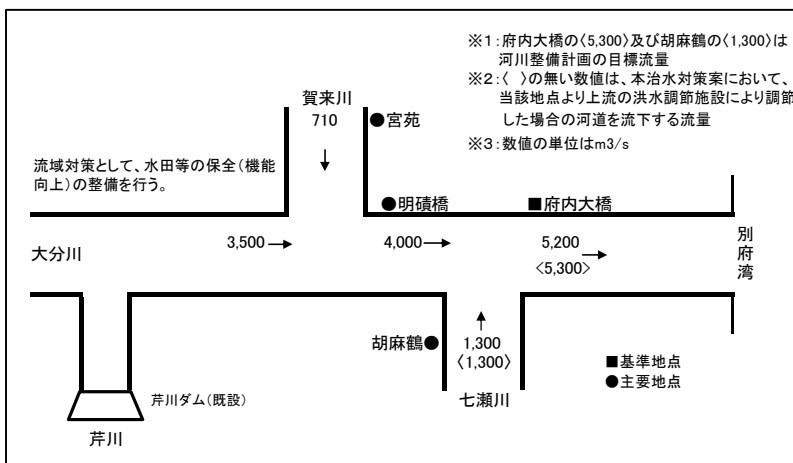 ※1：府内大橋の〈5,300〉及び胡麻鶴の〈1,300〉は
河川整備計画の目標流量
※2：〈　〉の無い数値は、本治水対策案において、
当該地点より上流の洪水調節施設により調節
した場合の河道を流下する流量
※3：数値の単位はm3/s
賀来川
710
↓
●宮苑
流域対策として、水田等の保全（機能
向上）の整備を行う。
●明磧橋
■府内大橋
大分川
3,500→
4,000→
5,200
〈5,300〉
→
別府湾
胡麻鶴●
↑
1,300
〈1,300〉
七瀬川
■基準地点
●主要地点
芹川ダム（既設）
芹川